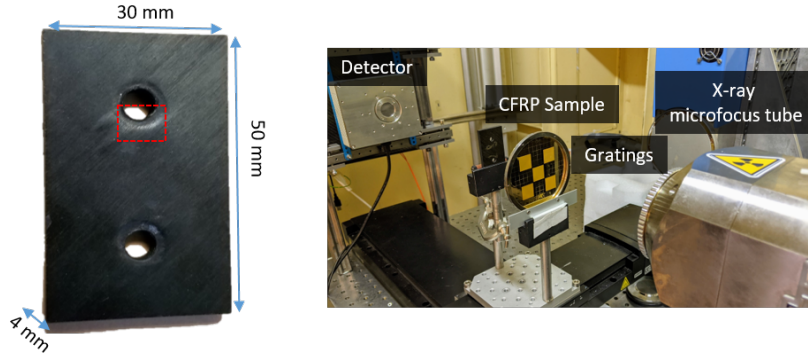 30 mm
50 mm
4 mm
Detector
CFRP Sample
Gratings
X-ray
microfocus tube